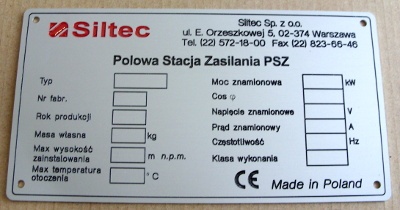 Siltec
Siltec Sp. z o.o.
ul. E. Orzeszkowej 5, 02-374 Warszawa
Tel. (22) 572-18-00 Fax (22) 823-66-46
Polowa Stacja Zasilania PSZ
Typ
Nr fabr.
Rok produkcji
Masa własna kg
Max wysokość
zainstalowania m n.p.m.
Max temperatura
otoczenia °C
Moc znamionowa kW
Cos φ
Napięcie znamionowe V
Prąd znamionowy A
Częstotliwość Hz
Klasa wykonania
CE Made in Poland